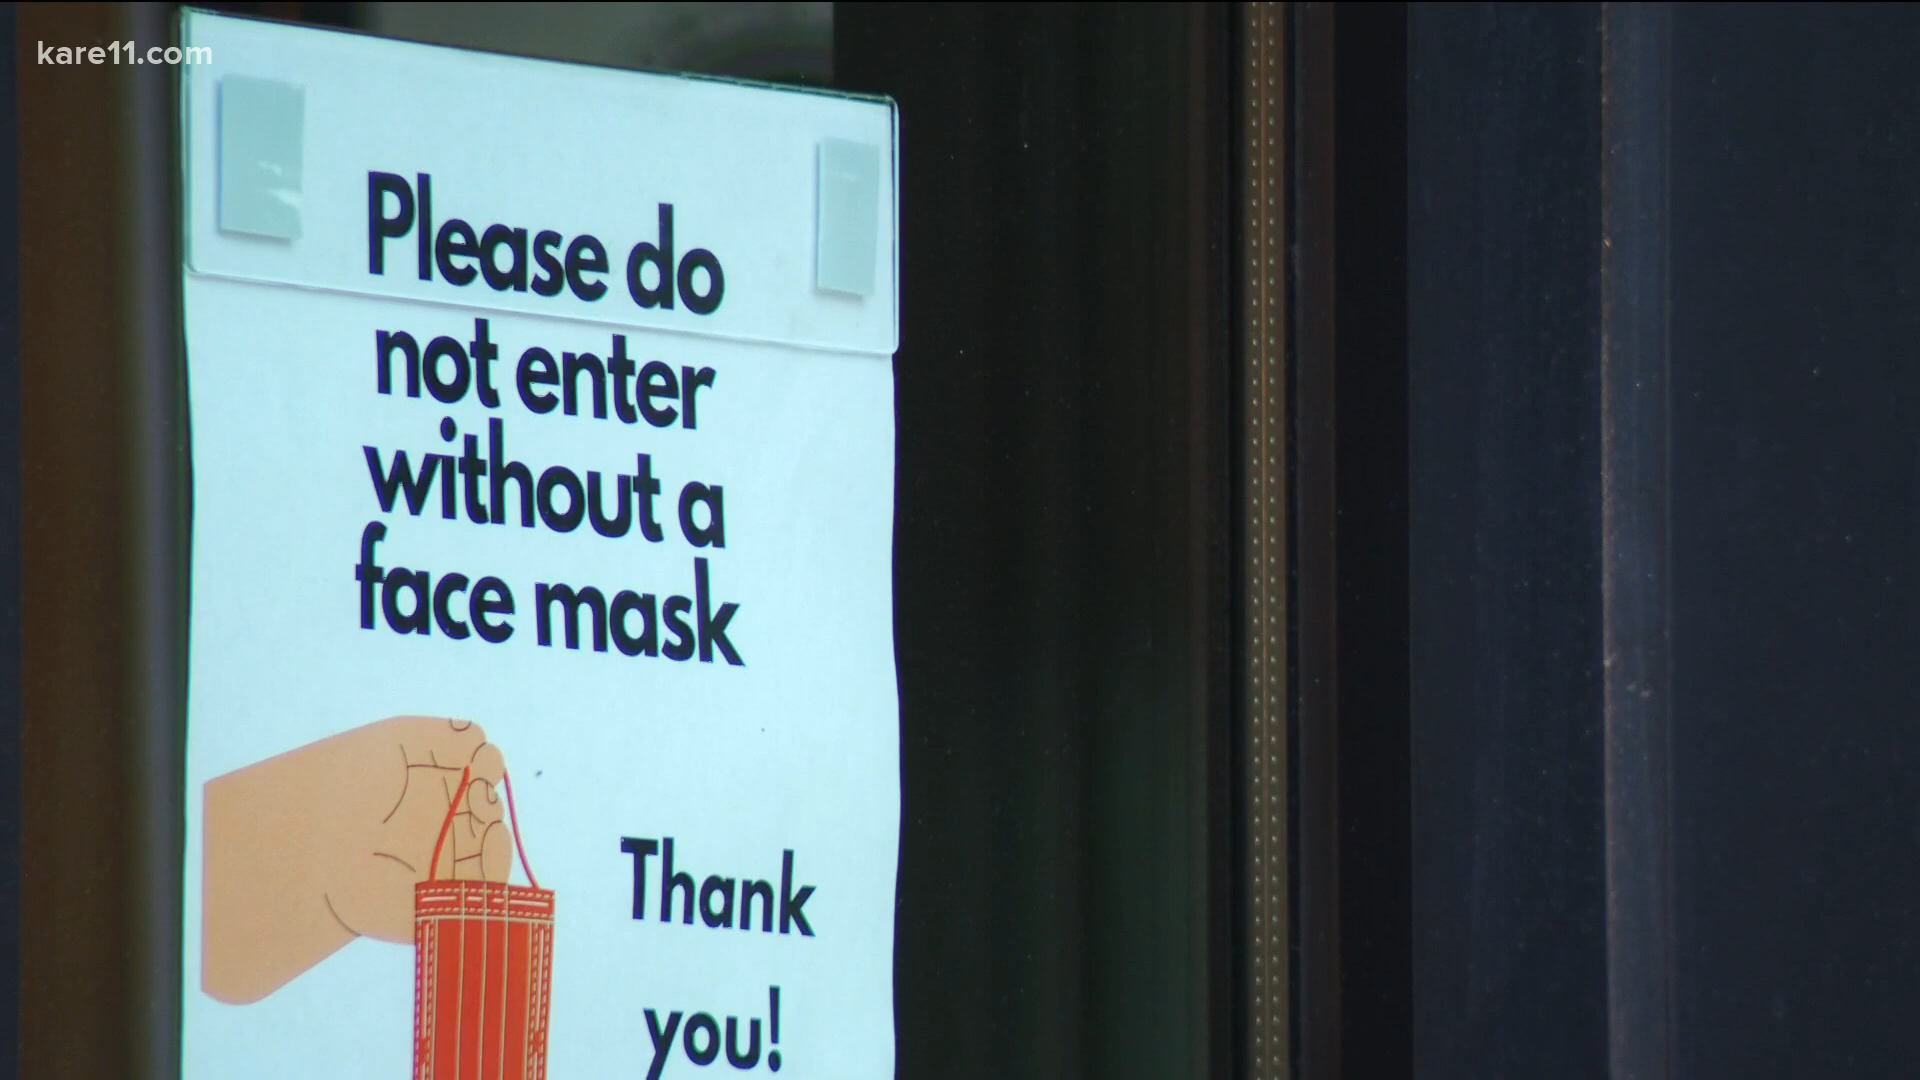 kare11.com
Please do
not enter
without a
face mask
Thank
you!